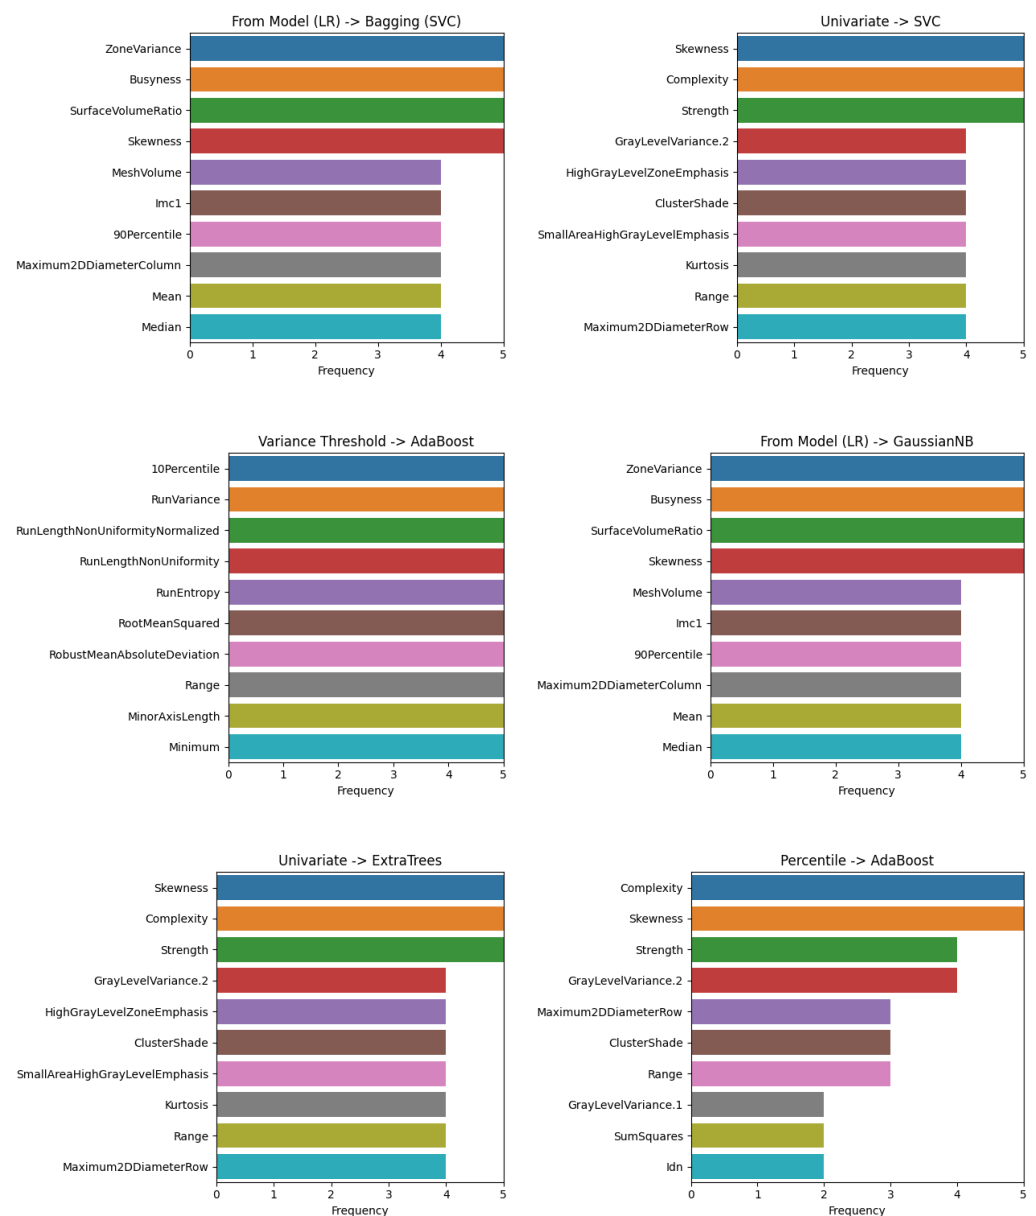 From Model (LR) -> Bagging (SVC)
ZoneVariance
Busyness
SurfaceVolumeRatio
Skewness
MeshVolume
Imc1
90Percentile
Maximum2DDiameterColumn
Mean
Median
0 1 2 3 4 5
Frequency
Univariate -> SVC
Skewness
Complexity
Strength
GrayLevelVariance.2
HighGrayLevelZoneEmphasis
ClusterShade
SmallAreaHighGrayLevelEmphasis
Kurtosis
Range
Maximum2DDiameterRow
0 1 2 3 4 5
Frequency
Variance Threshold -> AdaBoost
10Percentile
RunVariance
RunLengthNonUniformityNormalized
RunLengthNonUniformity
RunEntropy
RootMeanSquared
RobustMeanAbsoluteDeviation
Range
MinorAxisLength
Minimum
0 1 2 3 4 5
Frequency
From Model (LR) -> GaussianNB
ZoneVariance
Busyness
SurfaceVolumeRatio
Skewness
MeshVolume
Imc1
90Percentile
Maximum2DDiameterColumn
Mean
Median
0 1 2 3 4 5
Frequency
Univariate -> ExtraTrees
Skewness
Complexity
Strength
GrayLevelVariance.2
HighGrayLevelZoneEmphasis
ClusterShade
SmallAreaHighGrayLevelEmphasis
Kurtosis
Range
Maximum2DDiameterRow
0 1 2 3 4 5
Frequency
Percentile -> AdaBoost
Complexity
Skewness
Strength
GrayLevelVariance.2
Maximum2DDiameterRow
ClusterShade
Range
GrayLevelVariance.1
SumSquares
Idn
0 1 2 3 4 5
Frequency